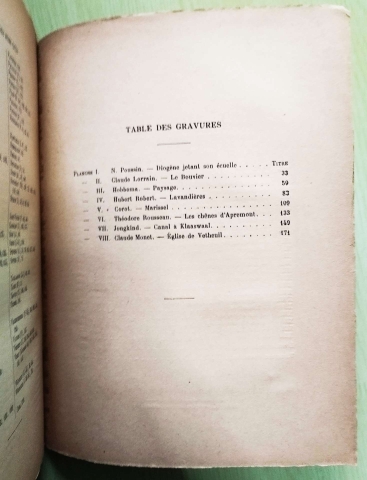 TABLE DES GRAVURES
PLANCHE I. N. Poussin. — Diogène jetant son écuelle . . . . . TITRE
— II. Claude Lorrain. — Le Bouvier . . . . . . . . . . 33
— III. Hobbema. — Paysage . . . . . . . . . . . . . . 59
— IV. Hubert Robert. — Lavandières . . . . . . . . . . 83
— V. Corot. — Marissel . . . . . . . . . . . . . . . 109
— VI. Théodore Rousseau. — Les chênes d'Apremont . . . 133
— VII. Jongkind. — Canal à Klaaswaal . . . . . . . . . . 149
— VIII. Claude Monet. — Église de Vetheuil . . . . . . . . 171